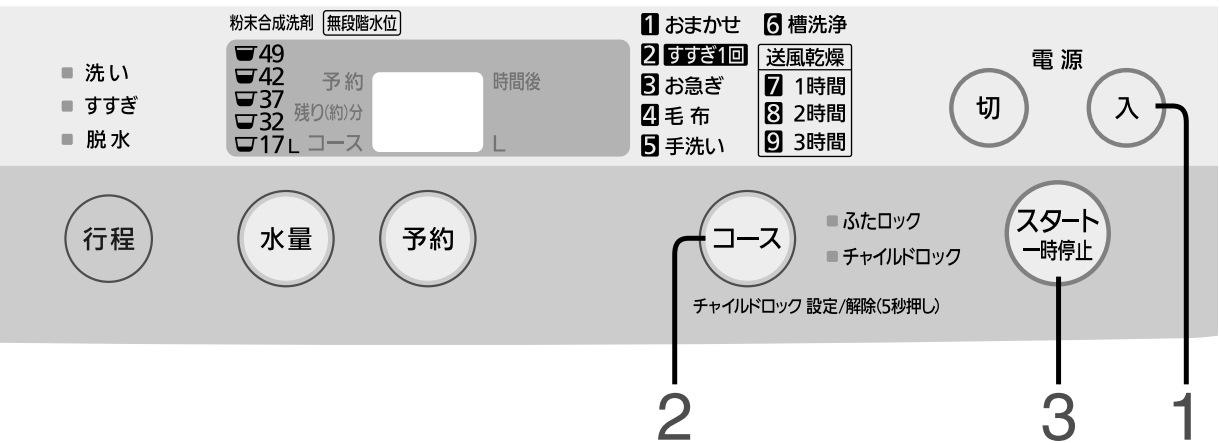 粉末合成洗剤 無段階水位
49
42
37
32
17L
予約
残り(約)分
コース
時間後
L
洗い
すすぎ
脱水
1 おまかせ
2 すすぎ1回
3 お急ぎ
4 毛布
5 手洗い
6 槽洗浄
送風乾燥
7 1時間
8 2時間
9 3時間
電源
切
入
行程
水量
予約
コース
ふたロック
チャイルドロック
チャイルドロック 設定/解除(5秒押し)
スタート
一時停止
2
3
1